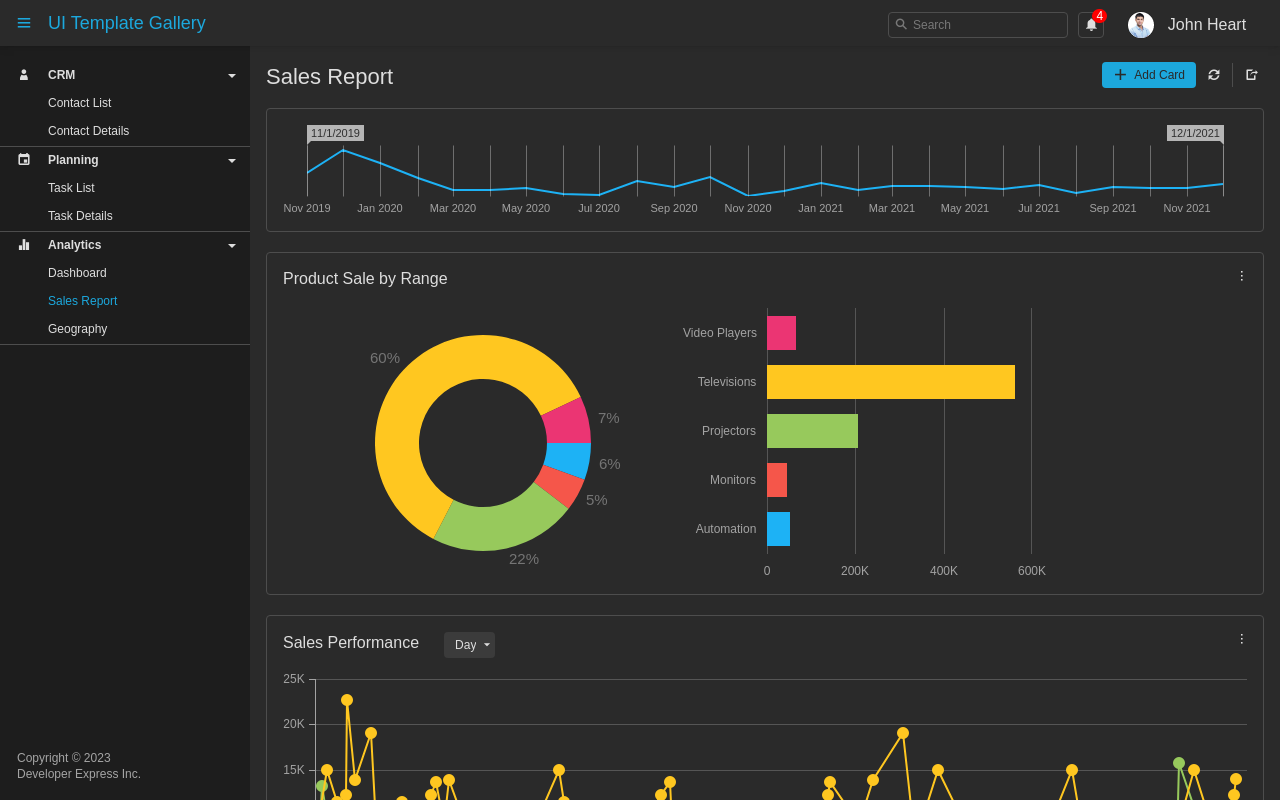 UI Template Gallery
Search
4
John Heart
CRM
Contact List
Contact Details
Planning
Task List
Task Details
Analytics
Dashboard
Sales Report
Geography
Copyright © 2023
Developer Express Inc.
Sales Report
Add Card
11/1/2019
12/1/2021
Nov 2019 Jan 2020 Mar 2020 May 2020 Jul 2020 Sep 2020 Nov 2020 Jan 2021 Mar 2021 May 2021 Jul 2021 Sep 2021 Nov 2021
Product Sale by Range
60%
7%
6%
5%
22%
Video Players
Televisions
Projectors
Monitors
Automation
0 200K 400K 600K
Sales Performance
Day
25K
20K
15K